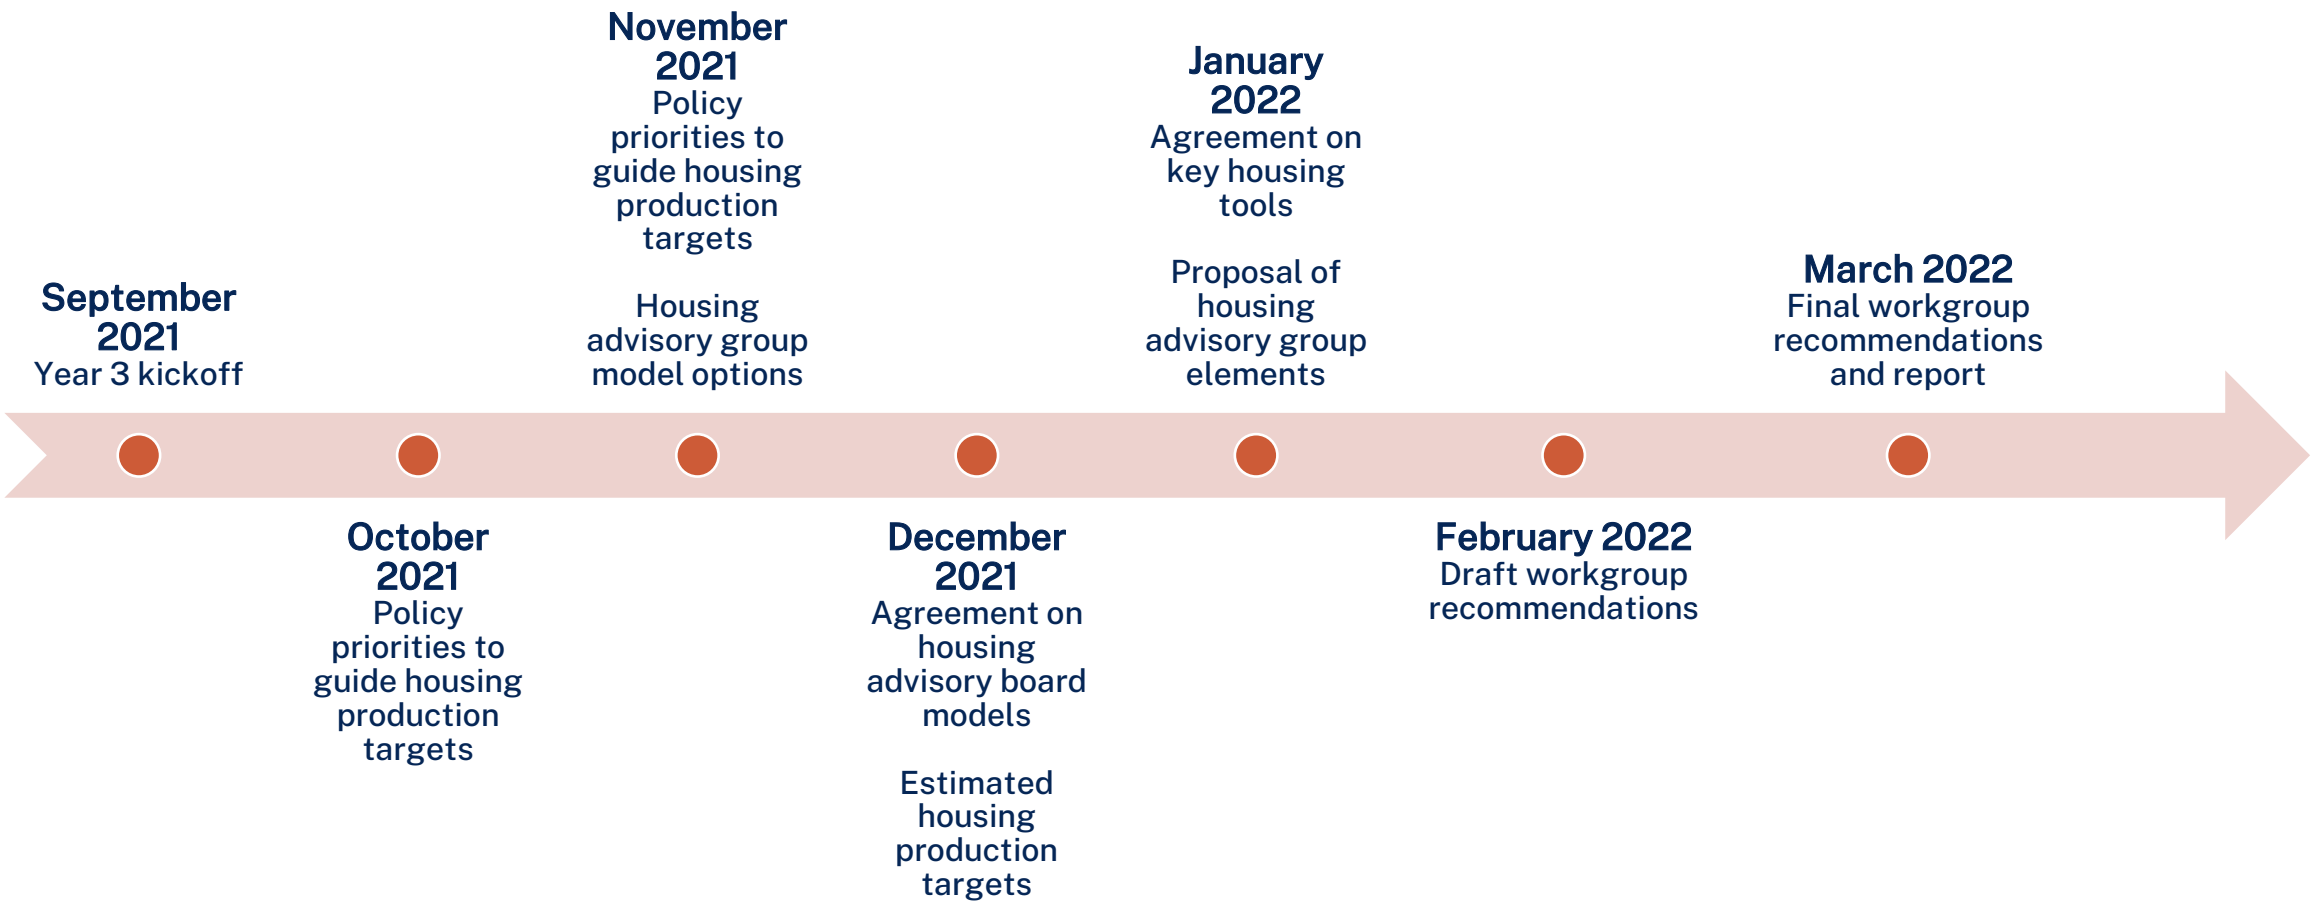 September
2021
Year 3 kickoff
October
2021
Policy
priorities to
guide housing
production
targets
November
2021
Policy
priorities to
guide housing
production
targets
Housing
advisory group
model options
December
2021
Agreement on
housing
advisory board
models
Estimated
housing
production
targets
January
2022
Agreement on
key housing
tools
Proposal of
housing
advisory group
elements
February 2022
Draft workgroup
recommendations
March 2022
Final workgroup
recommendations
and report